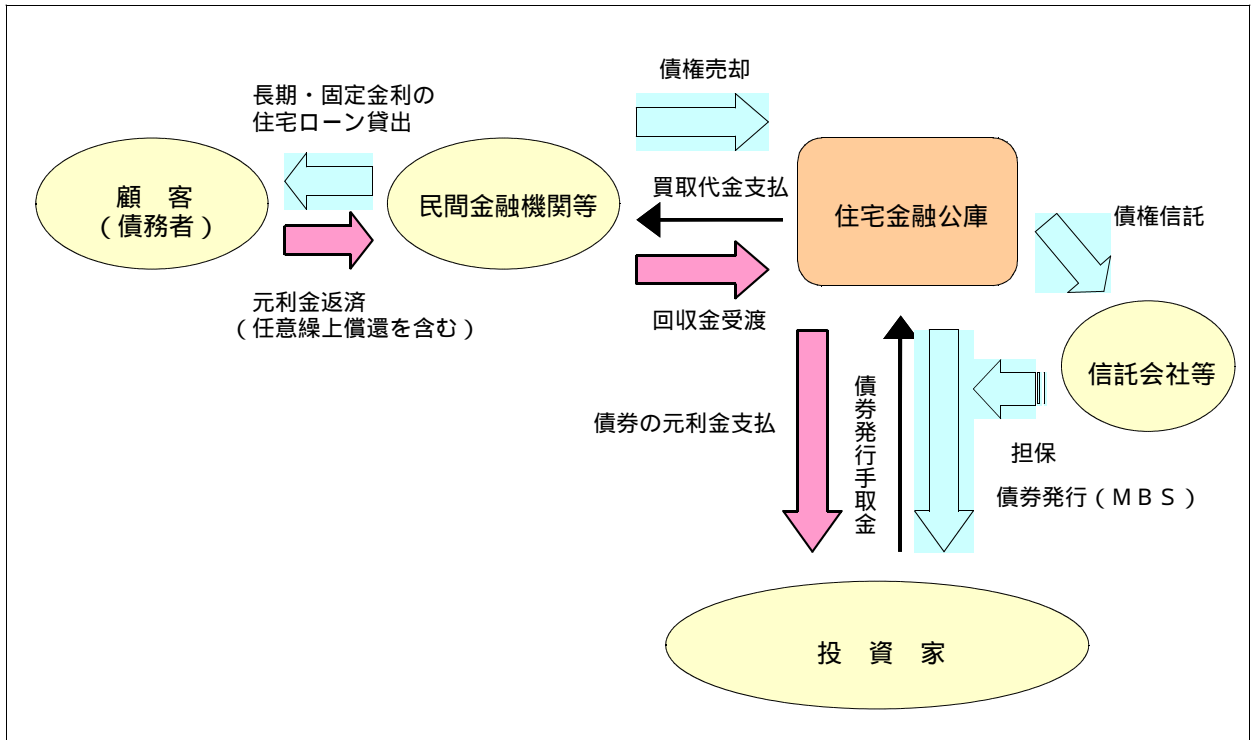 債権売却
長期・固定金利の
住宅ローン貸出
顧　客
（債務者）
民間金融機関等
買取代金支払
住宅金融公庫
債権信託
元利金返済
（任意繰上償還を含む）
回収金受渡
信託会社等
債券の元利金支払
債券発行手取金
担保
債券発行（ＭＢＳ）
投　資　家